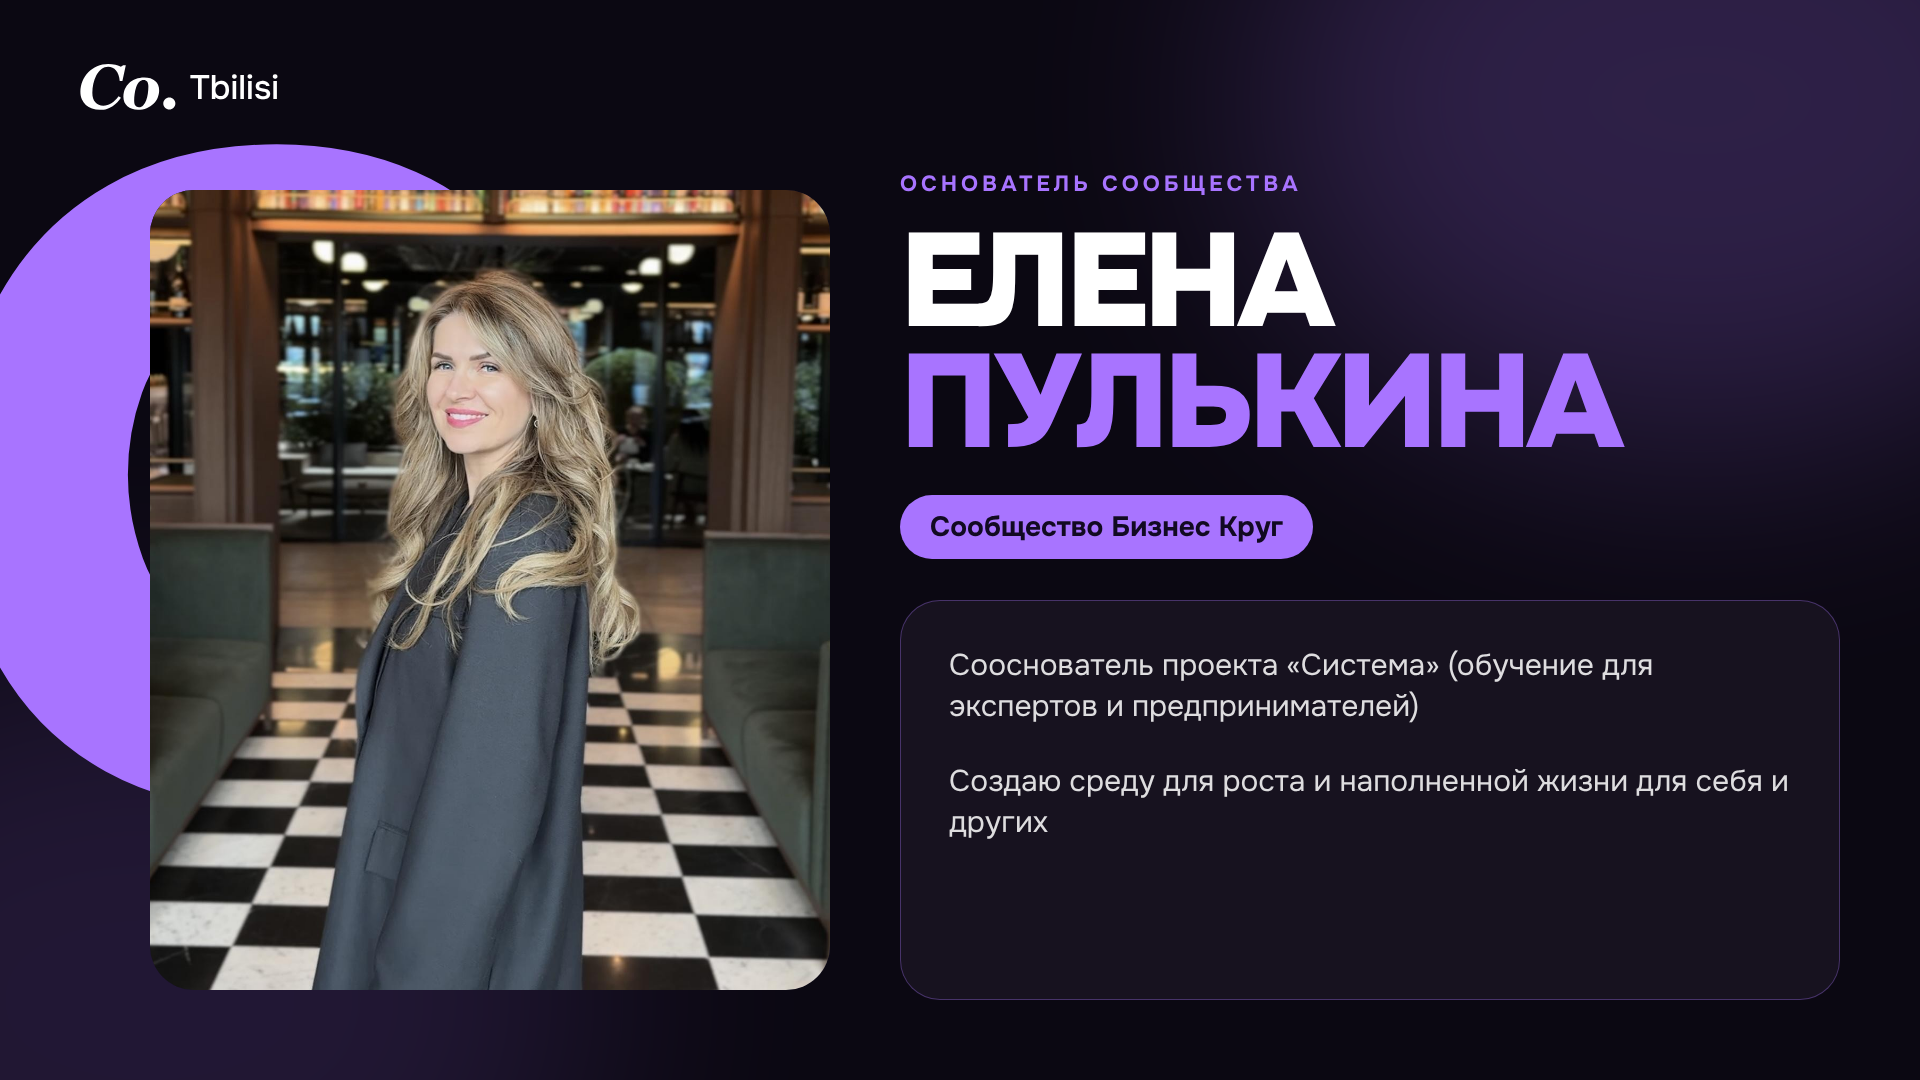 Co. Tbilisi
ОСНОВАТЕЛЬ СООБЩЕСТВА
ЕЛЕНА
ПУЛЬКИНА
Сообщество Бизнес Круг
Сооснователь проекта «Система» (обучение для
экспертов и предпринимателей)
Создаю среду для роста и наполненной жизни для себя и
других